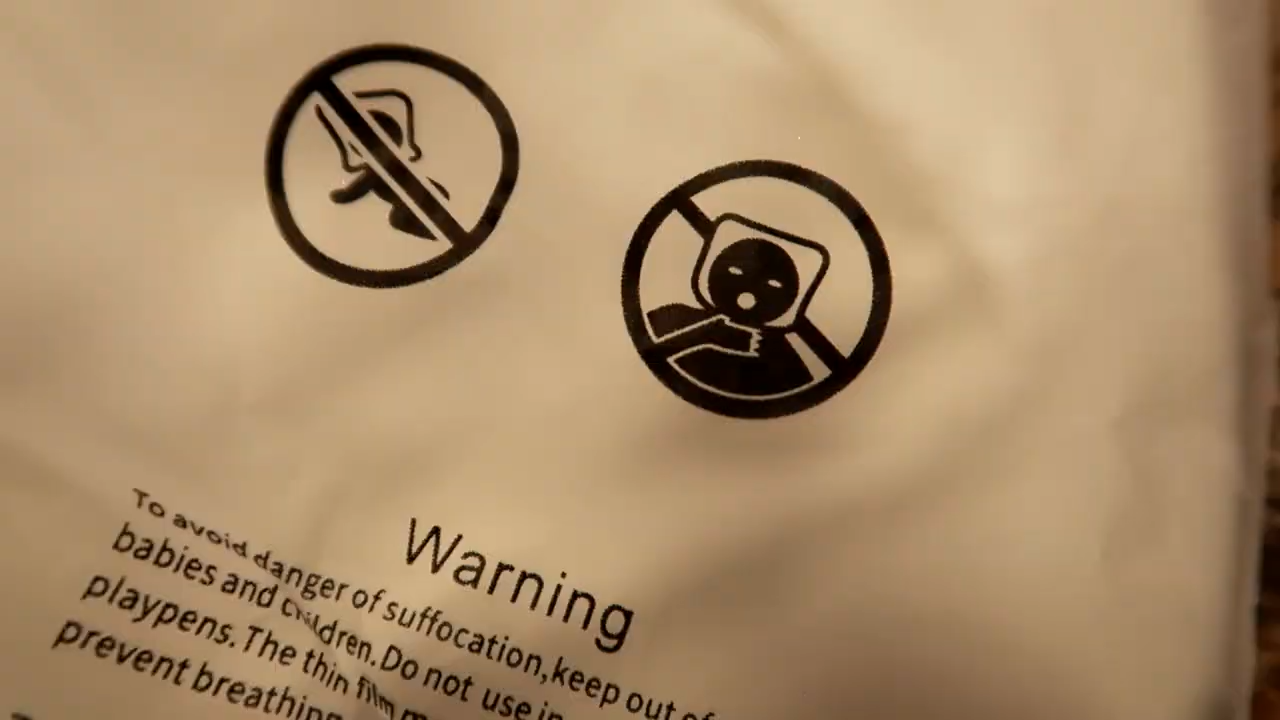 Warning
To avoid danger of suffocation,keep out of
babies and children.Do not use in
playpens.The thin film m
prevent breathing